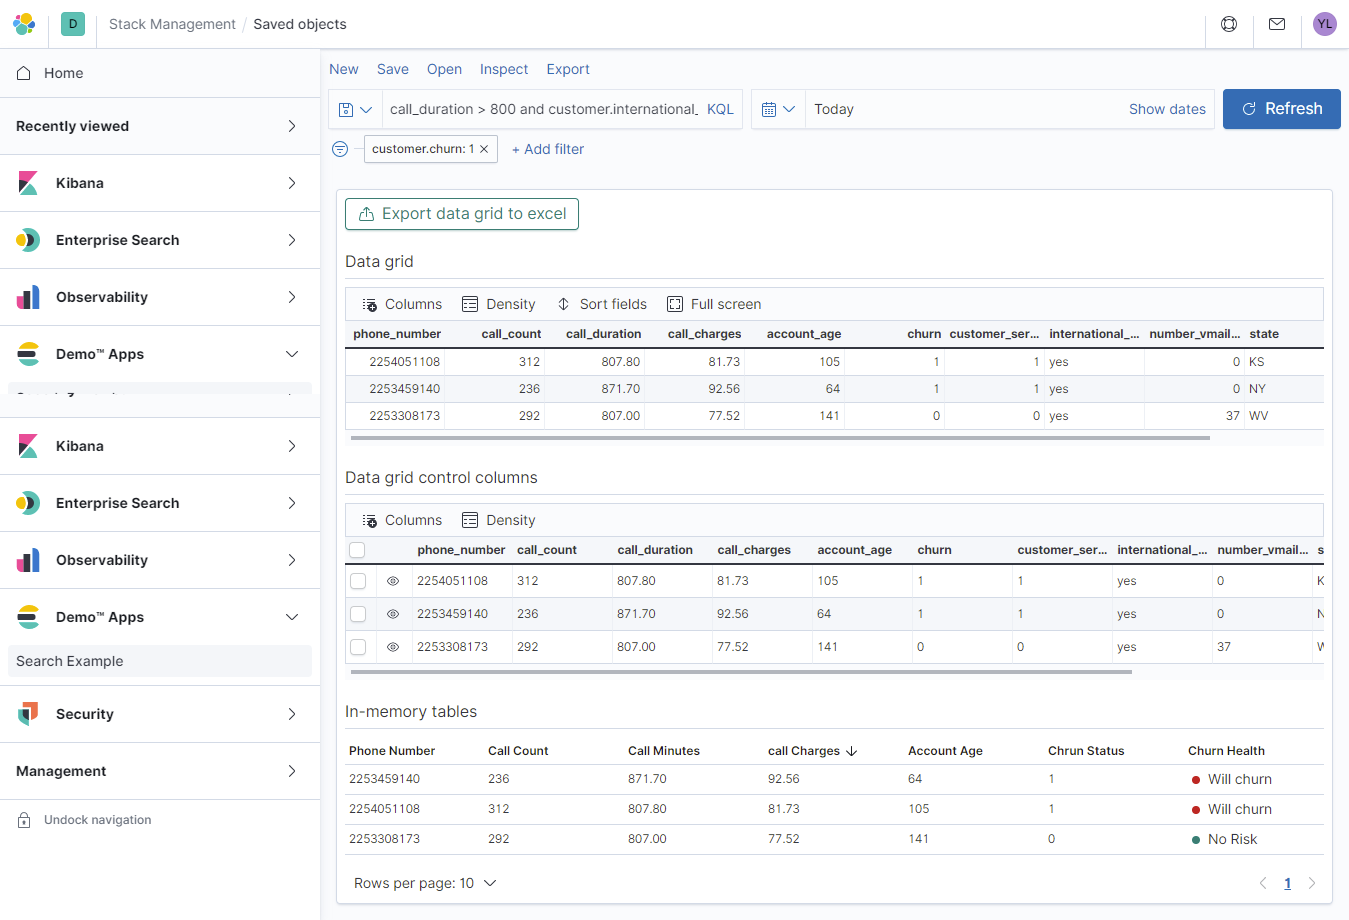 D Stack Management / Saved objects YL
Home
Recently viewed
Kibana
Enterprise Search
Observability
Demo™ Apps
Kibana
Enterprise Search
Observability
Demo™ Apps
Search Example
Security
Management
Undock navigation
New Save Open Inspect Export
call_duration > 800 and customer.international_ KQL Today Show dates Refresh
customer.churn: 1 × + Add filter
Export data grid to excel
Data grid
Columns Density Sort fields Full screen
phone_number call_count call_duration call_charges account_age churn customer_ser... international_... number_vmail... state
2254051108 312 807.80 81.73 105 1 1 yes 0 KS
2253459140 236 871.70 92.56 64 1 1 yes 0 NY
2253308173 292 807.00 77.52 141 0 0 yes 37 WV
Data grid control columns
Columns Density
phone_number call_count call_duration call_charges account_age churn customer_ser... international_... number_vmail... s
2254051108 312 807.80 81.73 105 1 1 yes 0 K
2253459140 236 871.70 92.56 64 1 1 yes 0 N
2253308173 292 807.00 77.52 141 0 0 yes 37
In-memory tables
Phone Number Call Count Call Minutes call Charges Account Age Chrun Status Churn Health
2253459140 236 871.70 92.56 64 1 Will churn
2254051108 312 807.80 81.73 105 1 Will churn
2253308173 292 807.00 77.52 141 0 No Risk
Rows per page: 10 1